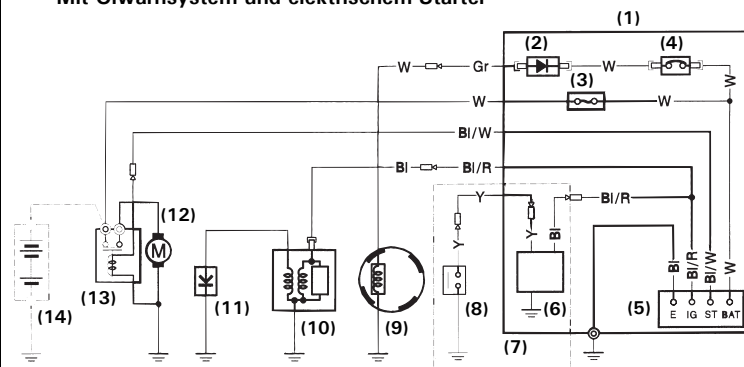 Mit Ölwarnsystem und elektrischem Starter
(1)
(2)
(4)
W
Gr
W
W
(3)
W
W
Bl/W
Bl
Bl/R
Y
Bl/R
(12)
Y
Y
Bl
M
Bl
Bl/R
Bl/W
W
(13)
(14)
(11)
(10)
(9)
(8)
(6)
(5)
E IG ST BAT
(7)